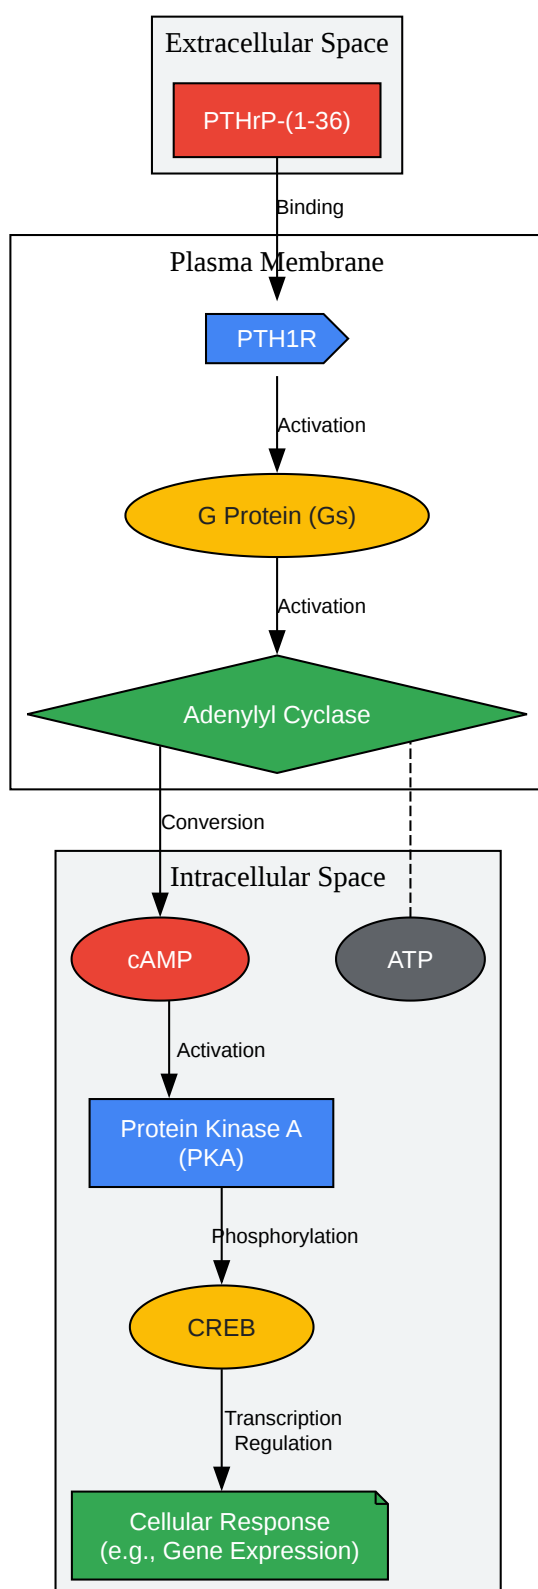 Extracellular Space
PTHrP-(1-36)
Binding
Plasma Membrane
PTH1R
Activation
G Protein (Gs)
Activation
Adenylyl Cyclase
Conversion
Intracellular Space
cAMP
ATP
Activation
Protein Kinase A
(PKA)
Phosphorylation
CREB
Transcription
Regulation
Cellular Response
(e.g., Gene Expression)